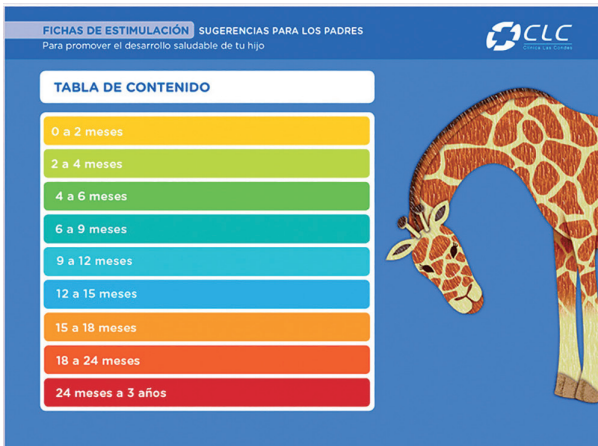 FICHAS DE ESTIMULACIÓN SUGERENCIAS PARA LOS PADRES
Para promover el desarrollo saludable de tu hijo
CLC
Clínica Las Condes
TABLA DE CONTENIDO
0 a 2 meses
2 a 4 meses
4 a 6 meses
6 a 9 meses
9 a 12 meses
12 a 15 meses
15 a 18 meses
18 a 24 meses
24 meses a 3 años